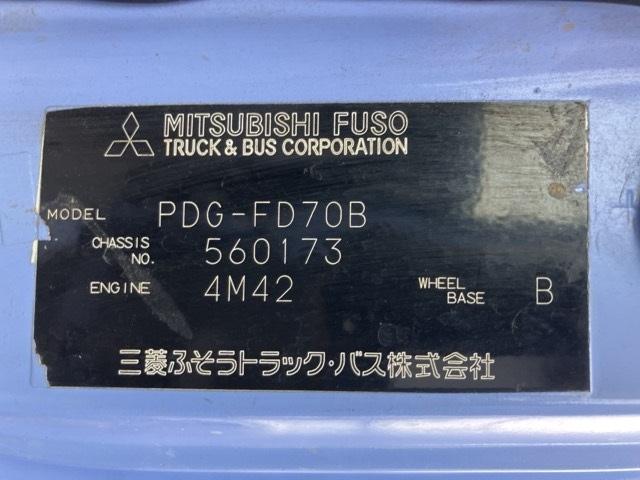 MITSUBISHI FUSO
TRUCK & BUS CORPORATION
MODEL PDG-FD70B
CHASSIS NO. 560173
ENGINE 4M42 WHEEL BASE B
三菱ふそうトラック・バス株式会社